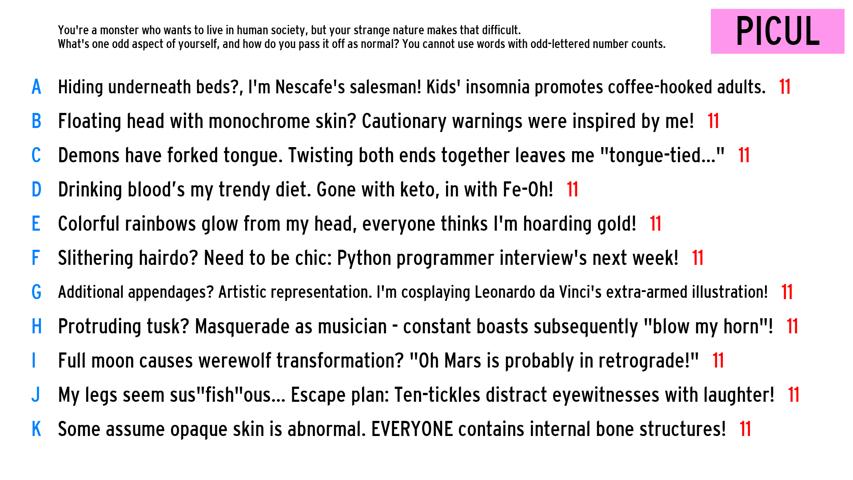 You're a monster who wants to live in human society, but your strange nature makes that difficult.
What's one odd aspect of yourself, and how do you pass it off as normal? You cannot use words with odd-lettered number counts.
PICUL
A Hiding underneath beds?, I'm Nescafe's salesman! Kids' insomnia promotes coffee-hooked adults. 11
B Floating head with monochrome skin? Cautionary warnings were inspired by me! 11
C Demons have forked tongue. Twisting both ends together leaves me "tongue-tied..." 11
D Drinking blood's my trendy diet. Gone with keto, in with Fe-Oh! 11
E Colorful rainbows glow from my head, everyone thinks I'm hoarding gold! 11
F Slithering hairdo? Need to be chic: Python programmer interview's next week! 11
G Additional appendages? Artistic representation. I'm cosplaying Leonardo da Vinci's extra-armed illustration! 11
H Protruding tusk? Masquerade as musician - constant boasts subsequently "blow my horn"! 11
I Full moon causes werewolf transformation? "Oh Mars is probably in retrograde!" 11
J My legs seem sus"fish"ous... Escape plan: Ten-tickles distract eyewitnesses with laughter! 11
K Some assume opaque skin is abnormal. EVERYONE contains internal bone structures! 11